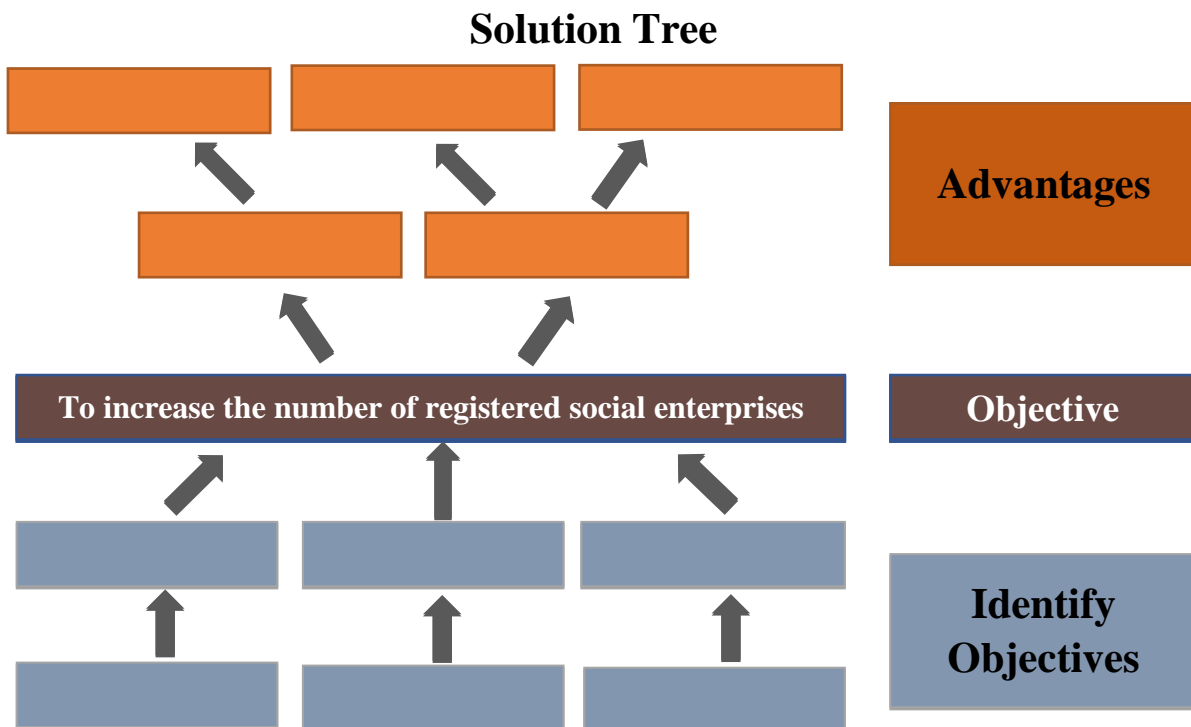 Solution Tree
Advantages
To increase the number of registered social enterprises
Objective
Identify
Objectives